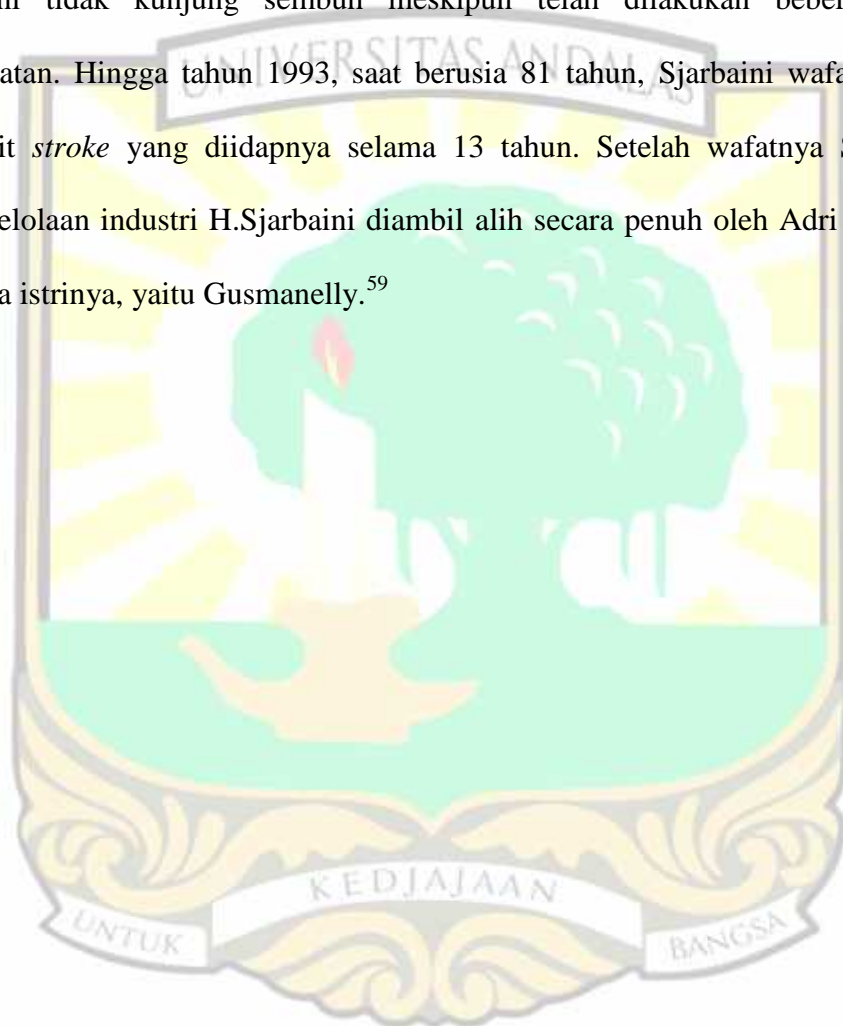 tidak kunjung sembuh meskipun telah dilakukan
atan. Hingga tahun 1993, saat berusia 81 tahun, Sjarbaini wafa
it stroke yang diidapnya selama 13 tahun. Setelah wafatnya S
elolaan industri H.Sjarbaini diambil alih secara penuh oleh Adri
a istrinya, yaitu Gusmanelly.59
UNIVERSITAS ANDALAS
KEDJAJAAN
UNTUK BANGSA